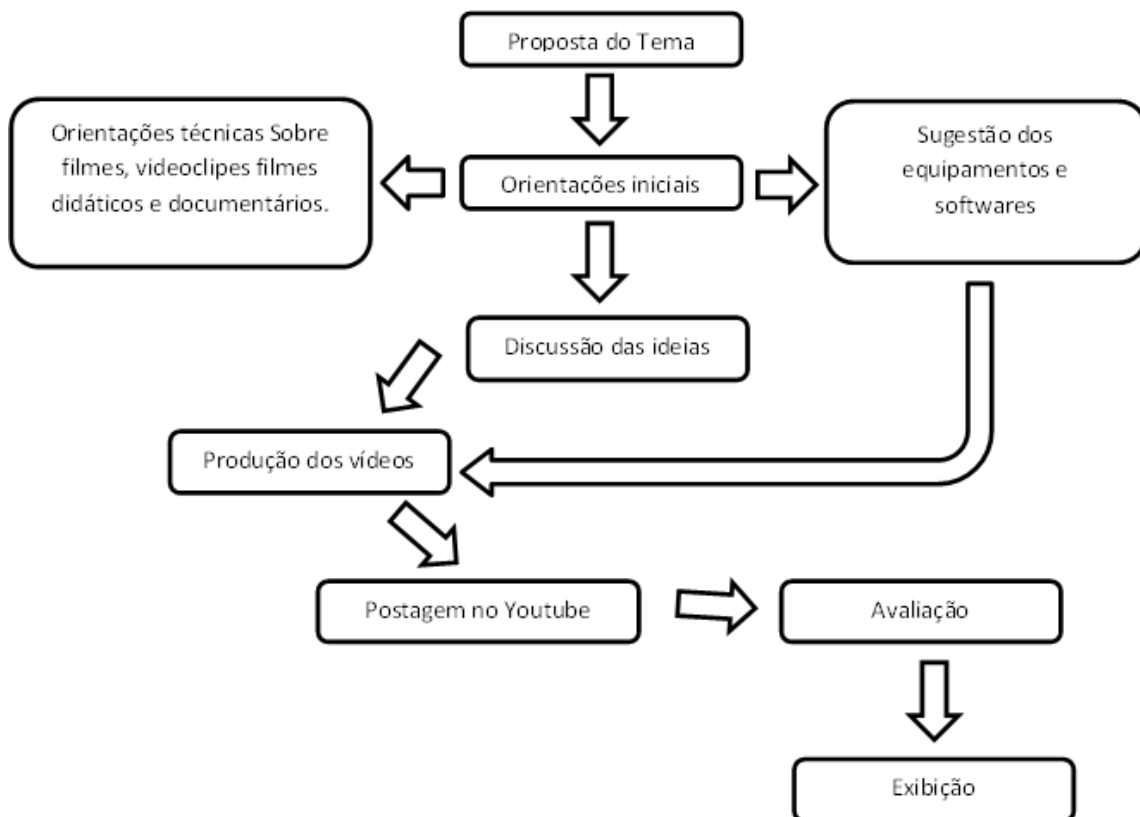 Proposta do Tema
Orientações técnicas Sobre
filmes, videoclipes filmes
didáticos e documentários.
Orientações iniciais
Sugestão dos
equipamentos e
softwares
Discussão das ideias
Produção dos vídeos
Postagem no Youtube
Avaliação
Exibição